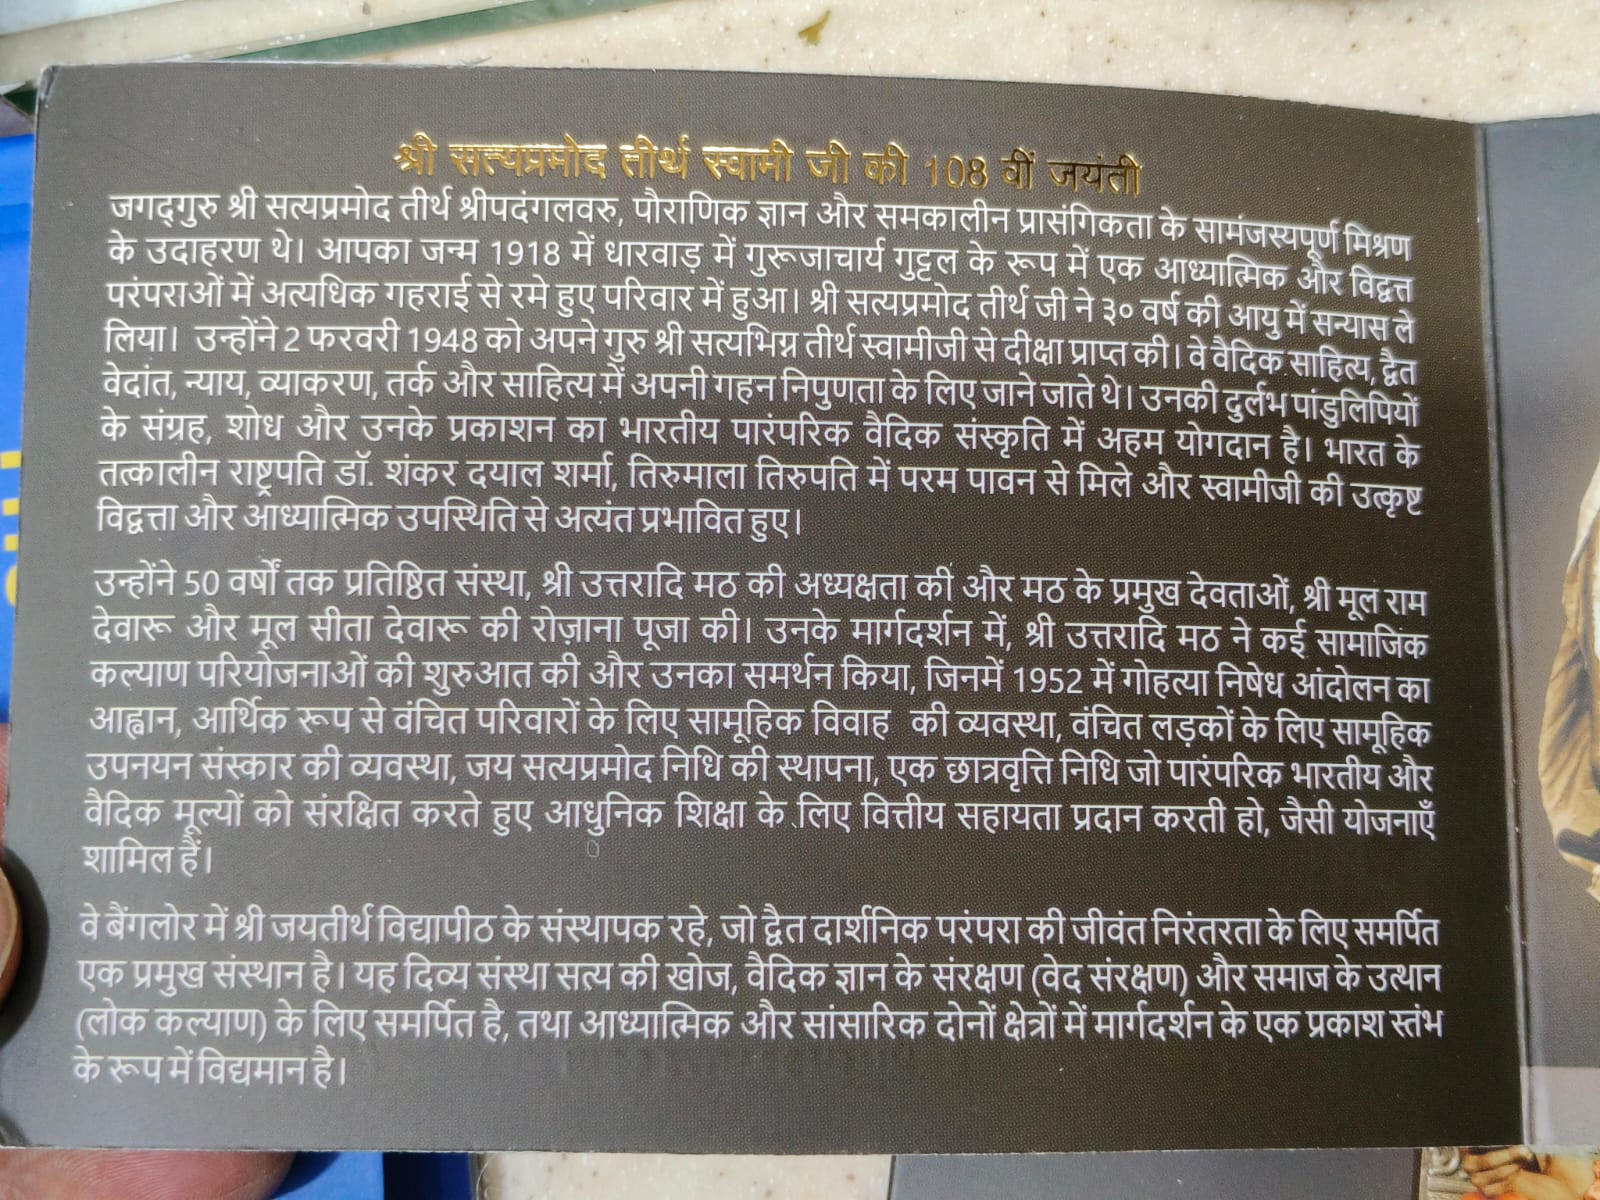 श्री सत्यप्रमोद तीर्थ स्वामी जी की 108 वीं जयंती
जगद्गुरु श्री सत्यप्रमोद तीर्थ श्रीपदंगलवरु, पौराणिक ज्ञान और समकालीन प्रासंगिकता के सामंजस्यपूर्ण मिश्रण
के उदाहरण थे। आपका जन्म 1918 में धारवाड़ में गुरूजाचार्य गुट्टल के रूप में एक आध्यात्मिक और विद्वत्त
परंपराओं में अत्यधिक गहराई से रमे हुए परिवार में हुआ। श्री सत्यप्रमोद तीर्थ जी ने ३० वर्ष की आयु में सन्यास ले
लिया। उन्होंने 2 फरवरी 1948 को अपने गुरु श्री सत्यभिग्न तीर्थ स्वामीजी से दीक्षा प्राप्त की। वे वैदिक साहित्य, द्वैत
वेदांत, न्याय, व्याकरण, तर्क और साहित्य में अपनी गहन निपुणता के लिए जाने जाते थे। उनकी दुर्लभ पांडुलिपियों
के संग्रह, शोध और उनके प्रकाशन का भारतीय पारंपरिक वैदिक संस्कृति में अहम योगदान है। भारत के
तत्कालीन राष्ट्रपति डॉ. शंकर दयाल शर्मा, तिरुमाला तिरुपति में परम पावन से मिले और स्वामीजी की उत्कृष्ट
विद्वत्ता और आध्यात्मिक उपस्थिति से अत्यंत प्रभावित हुए।
उन्होंने 50 वर्षों तक प्रतिष्ठित संस्था, श्री उत्तरादि मठ की अध्यक्षता की और मठ के प्रमुख देवताओं, श्री मूल राम
देवारू और मूल सीता देवारू की रोज़ाना पूजा की। उनके मार्गदर्शन में, श्री उत्तरादि मठ ने कई सामाजिक
कल्याण परियोजनाओं की शुरुआत की और उनका समर्थन किया, जिनमें 1952 में गोहत्या निषेध आंदोलन का
आह्वान, आर्थिक रूप से वंचित परिवारों के लिए सामूहिक विवाह की व्यवस्था, वंचित लड़कों के लिए सामूहिक
उपनयन संस्कार की व्यवस्था, जय सत्यप्रमोद निधि की स्थापना, एक छात्रवृत्ति निधि जो पारंपरिक भारतीय और
वैदिक मूल्यों को संरक्षित करते हुए आधुनिक शिक्षा के लिए वित्तीय सहायता प्रदान करती हो, जैसी योजनाएँ
शामिल हैं।
वे बैंगलोर में श्री जयतीर्थ विद्यापीठ के संस्थापक रहे, जो द्वैत दार्शनिक परंपरा की जीवंत निरंतरता के लिए समर्पित
एक प्रमुख संस्थान है। यह दिव्य संस्था सत्य की खोज, वैदिक ज्ञान के संरक्षण (वेद संरक्षण) और समाज के उत्थान
(लोक कल्याण) के लिए समर्पित है, तथा आध्यात्मिक और सांसारिक दोनों क्षेत्रों में मार्गदर्शन के एक प्रकाश स्तंभ
के रूप में विद्यमान है।